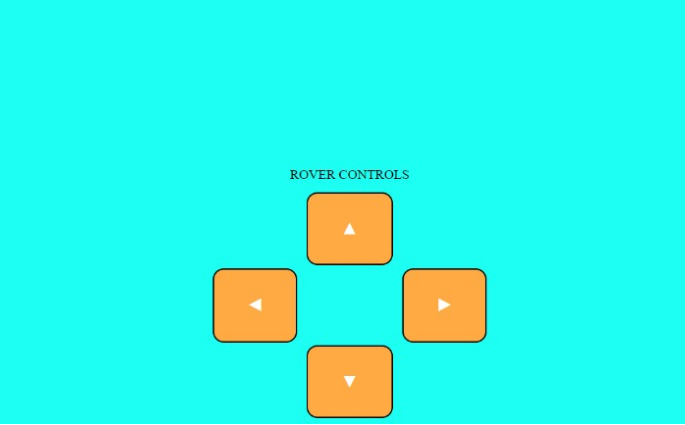 ROVER CONTROLS
▲
◄ ►
▼